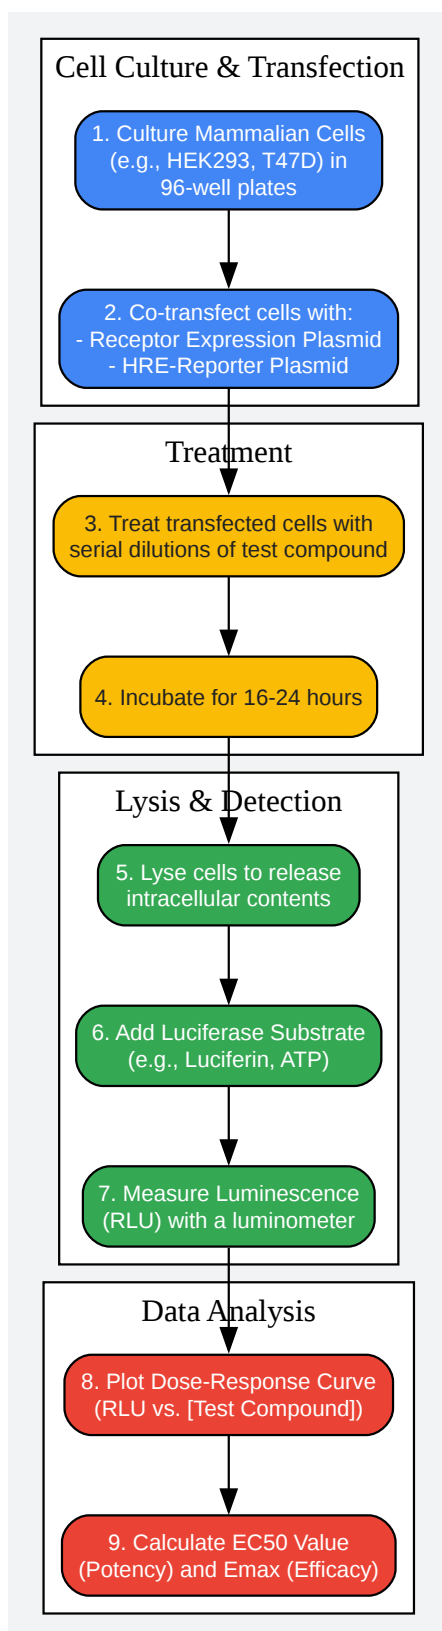 Cell Culture & Transfection
1. Culture Mammalian Cells
(e.g., HEK293, T47D) in
96-well plates
2. Co-transfect cells with:
- Receptor Expression Plasmid
- HRE-Reporter Plasmid
Treatment
3. Treat transfected cells with
serial dilutions of test compound
4. Incubate for 16-24 hours
Lysis & Detection
5. Lyse cells to release
intracellular contents
6. Add Luciferase Substrate
(e.g., Luciferin, ATP)
7. Measure Luminescence
(RLU) with a luminometer
Data Analysis
8. Plot Dose-Response Curve
(RLU vs. [Test Compound])
9. Calculate EC50 Value
(Potency) and Emax (Efficacy)